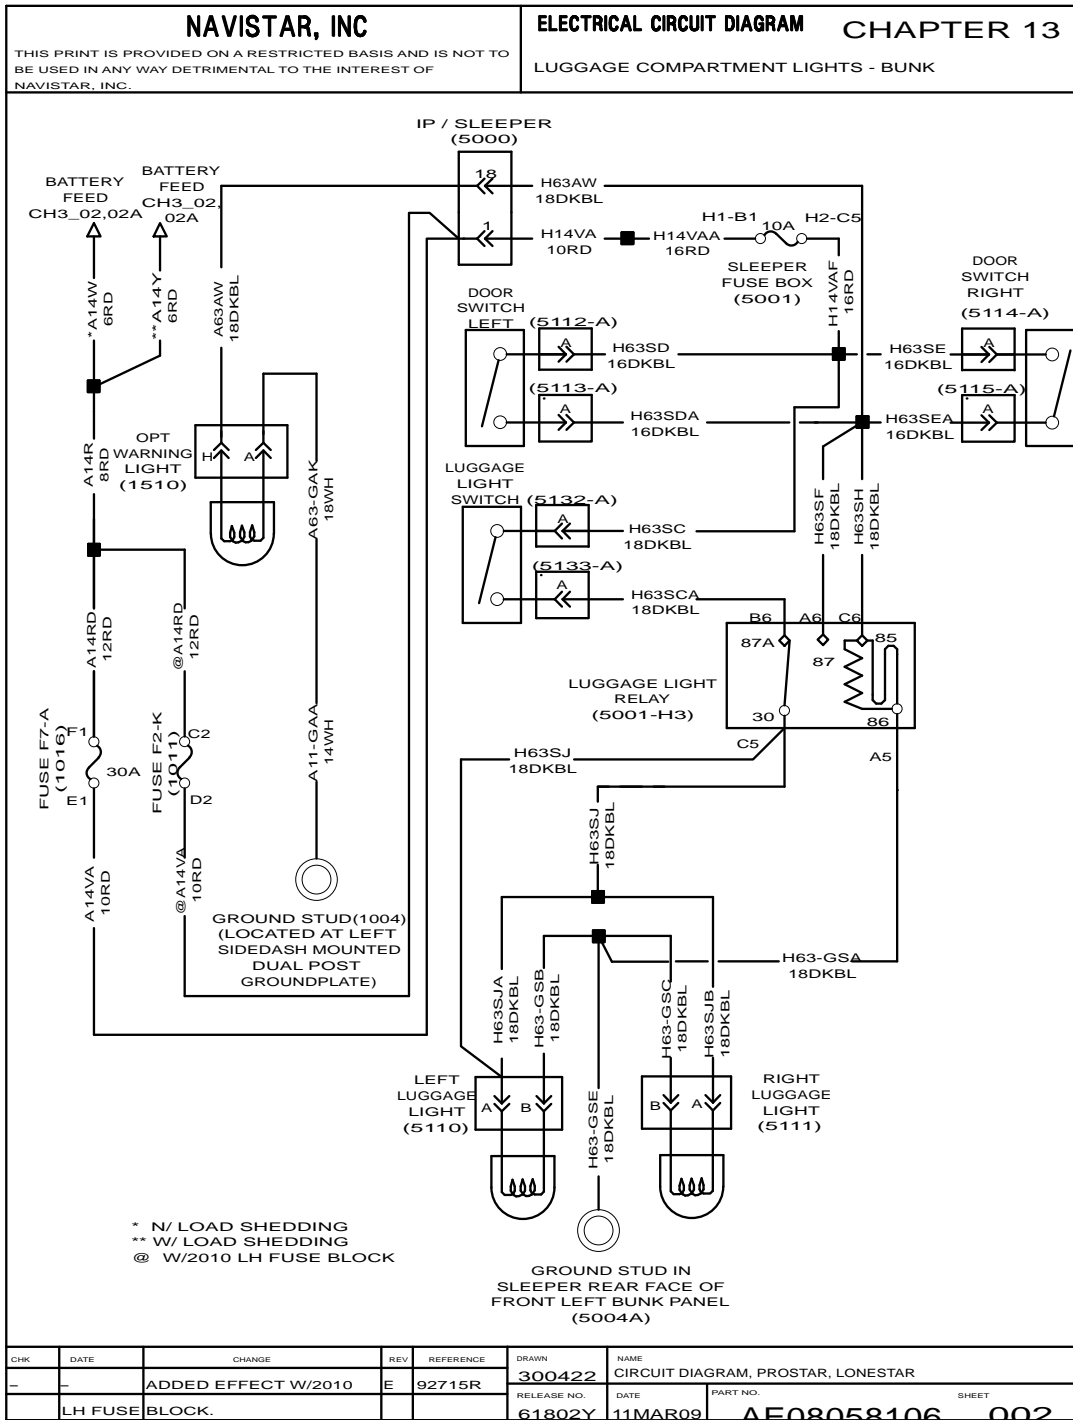 NAVISTAR, INC
THIS PRINT IS PROVIDED ON A RESTRICTED BASIS AND IS NOT TO
BE USED IN ANY WAY DETRIMENTAL TO THE INTEREST OF
NAVISTAR, INC.
ELECTRICAL CIRCUIT DIAGRAM
CHAPTER 13
LUGGAGE COMPARTMENT LIGHTS - BUNK
IP / SLEEPER
(5000)
18
1
BATTERY
FEED
CH3_02,02A
BATTERY
FEED
CH3_02,
02A
*A14W
6RD
**A14Y
6RD
A63AW
18DKBL
H63AW
18DKBL
H14VA
10RD
H14VAA
16RD
H1-B1
10A
H2-C5
SLEEPER
FUSE BOX
(5001)
H14VAF
16RD
DOOR
SWITCH
RIGHT
(5114-A)
A
(5115-A)
A
DOOR
SWITCH
LEFT
(5112-A)
A
(5113-A)
A
H63SD
16DKBL
H63SE
16DKBL
H63SDA
16DKBL
H63SEA
16DKBL
A14R
8RD
OPT
WARNING
LIGHT
(1510)
H
A
A63-GAK
18WH
LUGGAGE
LIGHT
SWITCH
(5132-A)
A
(5133-A)
A
H63SC
18DKBL
H63SCA
18DKBL
H63SF
18DKBL
H63SH
18DKBL
B6
A6
C6
87A
87
85
30
86
LUGGAGE LIGHT
RELAY
(5001-H3)
C5
A5
A14RD
12RD
@A14RD
12RD
FUSE F7-A
(1016)
F1
30A
E1
FUSE F2-K
(1011)
C2
D2
A11-GAA
14WH
H63SJ
18DKBL
H63SJ
18DKBL
A14VA
10RD
@A14VA
10RD
GROUND STUD(1004)
(LOCATED AT LEFT
SIDEDASH MOUNTED
DUAL POST
GROUNDPLATE)
H63-GSA
18DKBL
H63SJA
18DKBL
H63-GSB
18DKBL
H63-GSC
18DKBL
H63SJB
18DKBL
H63-GSE
18DKBL
LEFT
LUGGAGE
LIGHT
(5110)
A
B
B
A
RIGHT
LUGGAGE
LIGHT
(5111)
* N/ LOAD SHEDDING
** W/ LOAD SHEDDING
@ W/2010 LH FUSE BLOCK
GROUND STUD IN
SLEEPER REAR FACE OF
FRONT LEFT BUNK PANEL
(5004A)
CHK DATE CHANGE REV REFERENCE
– – ADDED EFFECT W/2010 E 92715R
LH FUSE BLOCK.
DRAWN
300422
NAME
CIRCUIT DIAGRAM, PROSTAR, LONESTAR
RELEASE NO.
61802Y
DATE
11MAR09
PART NO.
AE08058106
SHEET
002